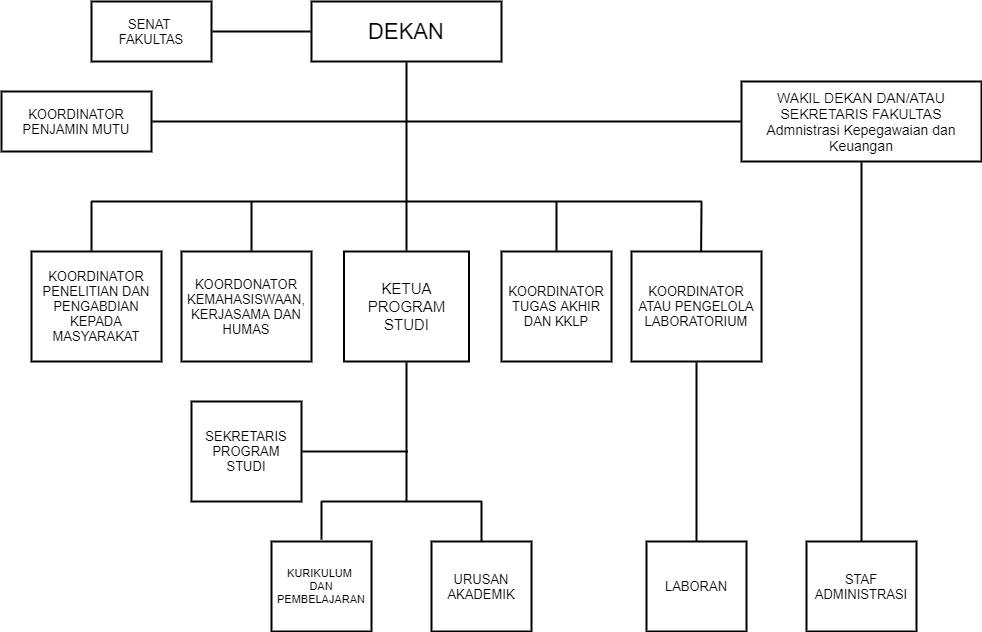 SENAT
FAKULTAS
DEKAN
KOORDINATOR
PENJAMIN MUTU
WAKIL DEKAN DAN/ATAU
SEKRETARIS FAKULTAS
Admnistrasi Kepegawaian dan
Keuangan
KOORDINATOR
PENELITIAN DAN
PENGABDIAN
KEPADA
MASYARAKAT
KOORDONATOR
KEMAHASISWAAN,
KERJASAMA DAN
HUMAS
KETUA
PROGRAM
STUDI
KOORDINATOR
TUGAS AKHIR
DAN KKLP
KOORDINATOR
ATAU PENGELOLA
LABORATORIUM
SEKRETARIS
PROGRAM
STUDI
KURIKULUM
DAN
PEMBELAJARAN
URUSAN
AKADEMIK
LABORAN
STAF
ADMINISTRASI